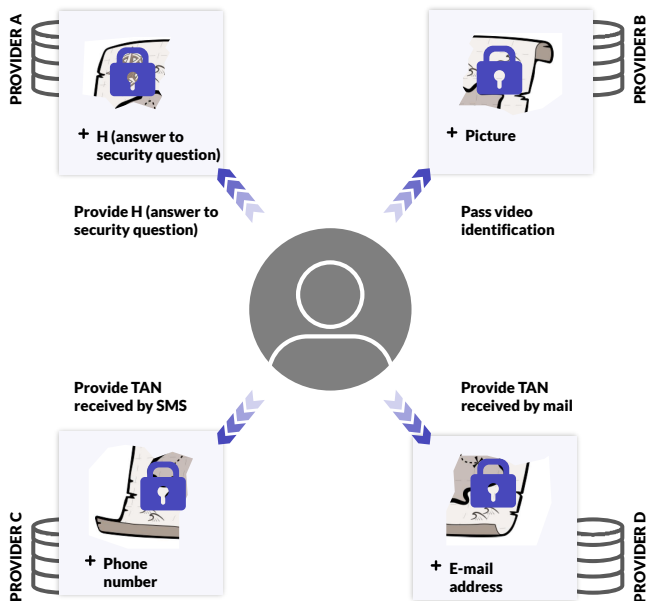 PROVIDER A
+ H (answer to
security question)
PROVIDER B
+ Picture
Provide H (answer to
security question)
Pass video
identification
Provide TAN
received by SMS
Provide TAN
received by mail
PROVIDER C
+ Phone
number
PROVIDER D
+ E-mail
address